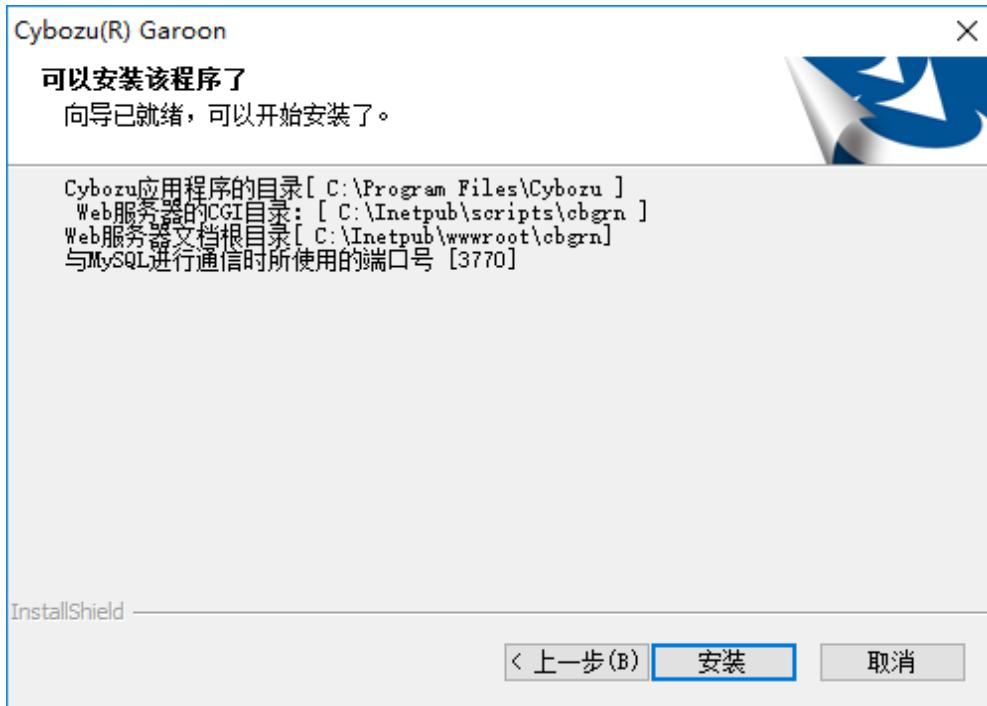 Cybozu(R) Garoon
可以安装该程序了
向导已就绪，可以开始安装了。
Cybozu应用程序的目录[ C:\Program Files\Cybozu ]
Web服务器的CGI目录: [ C:\Inetpub\scripts\cbgrn ]
Web服务器文档根目录[ C:\Inetpub\wwwroot\cbgrn]
与MySQL进行通信时所使用的端口号 [3770]
InstallShield
< 上一步(B)
安装
取消